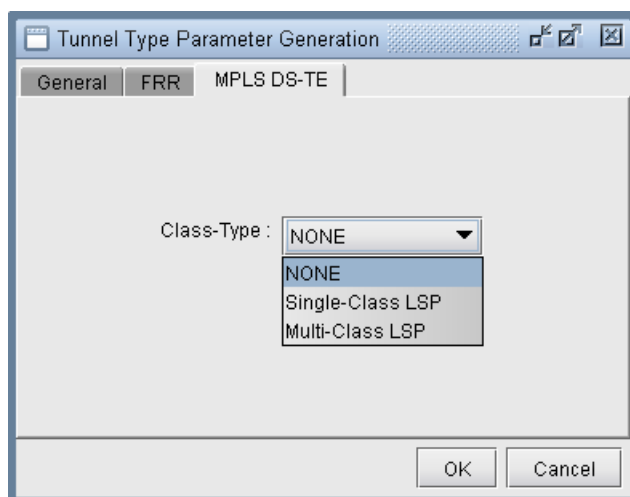 Tunnel Type Parameter Generation
General FRR MPLS DS-TE
Class-Type : NONE
NONE
Single-Class LSP
Multi-Class LSP
OK Cancel